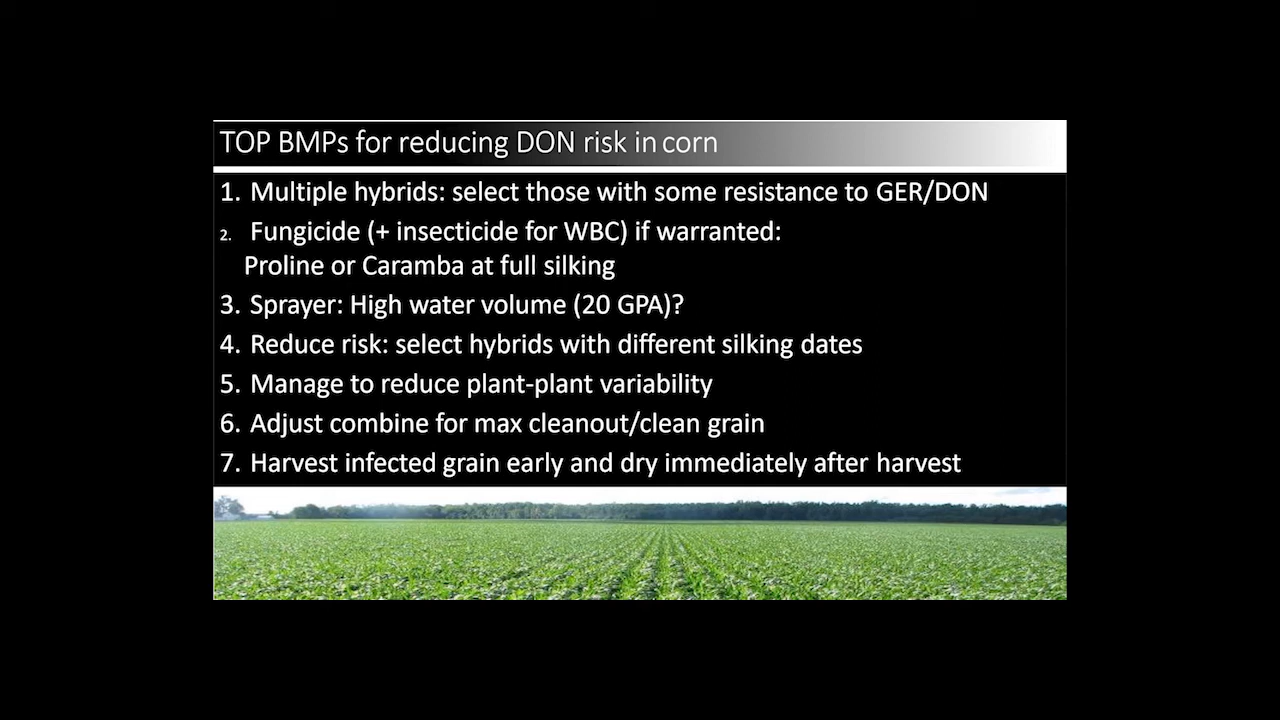 TOP BMPs for reducing DON risk in corn
1. Multiple hybrids: select those with some resistance to GER/DON
2. Fungicide (+ insecticide for WBC) if warranted:
Proline or Caramba at full silking
3. Sprayer: High water volume (20 GPA)?
4. Reduce risk: select hybrids with different silking dates
5. Manage to reduce plant-plant variability
6. Adjust combine for max cleanout/clean grain
7. Harvest infected grain early and dry immediately after harvest